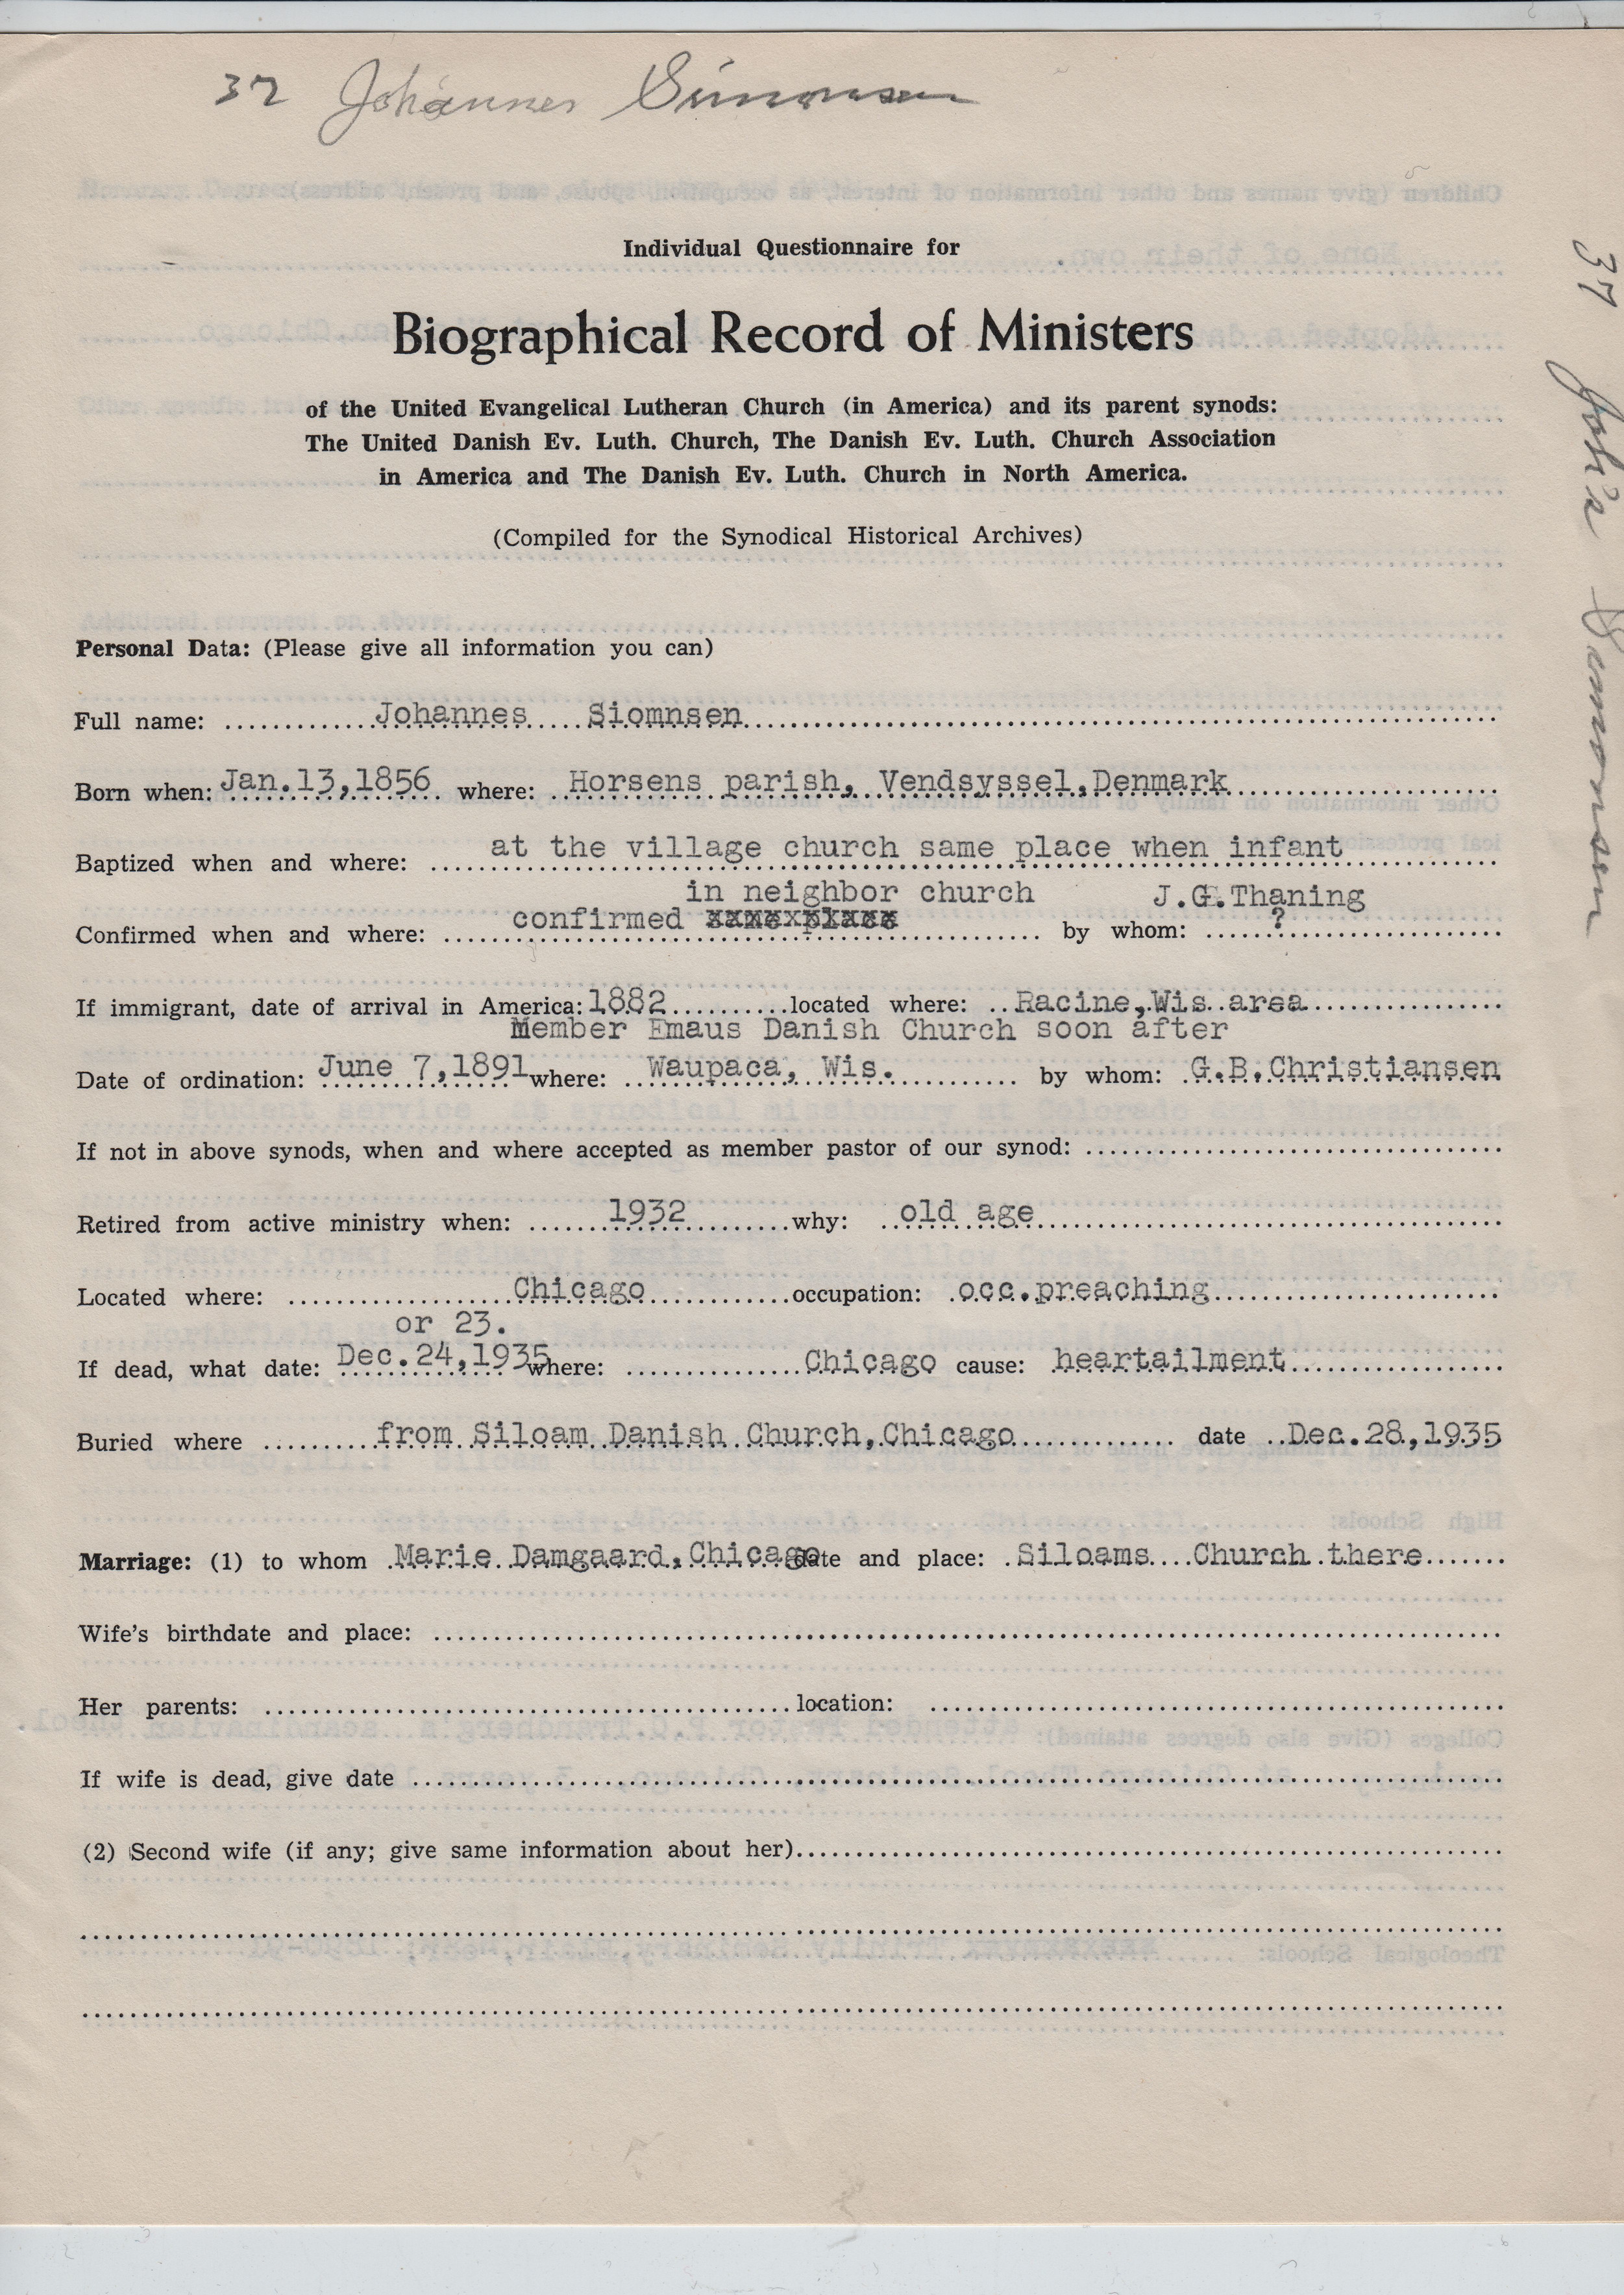 37 Johannes Simonsen
Individual Questionnaire for
Biographical Record of Ministers
of the United Evangelical Lutheran Church (in America) and its parent synods:
The United Danish Ev. Luth. Church, The Danish Ev. Luth. Church Association
in America and The Danish Ev. Luth. Church in North America.
(Compiled for the Synodical Historical Archives)
Personal Data: (Please give all information you can)
Full name: Johannes Siomnsen
Born when: Jan.13,1856 where: Horsens parish, Vendsyssel,Denmark
Baptized when and where: at the village church same place when infant
in neighbor church J.G.Thaning
Confirmed when and where: confirmed same place by whom: ?
If immigrant, date of arrival in America: 1882 located where: Racine,Wis area
Member Emaus Danish Church soon after
Date of ordination: June 7,1891 where: Waupaca, Wis. by whom: G.B.Christiansen
If not in above synods, when and where accepted as member pastor of our synod:
Retired from active ministry when: 1932 why: old age
Located where: Chicago occupation: occ.preaching
or 23.
If dead, what date: Dec.24,1935 where: Chicago cause: heartailment
Buried where from Siloam Danish Church,Chicago date Dec.28,1935
Marriage: (1) to whom Marie Damgaard,Chicago date and place: Siloams Church there
Wife's birthdate and place:
Her parents: location:
If wife is dead, give date
(2) Second wife (if any; give same information about her)
37 Joh's Simonsen